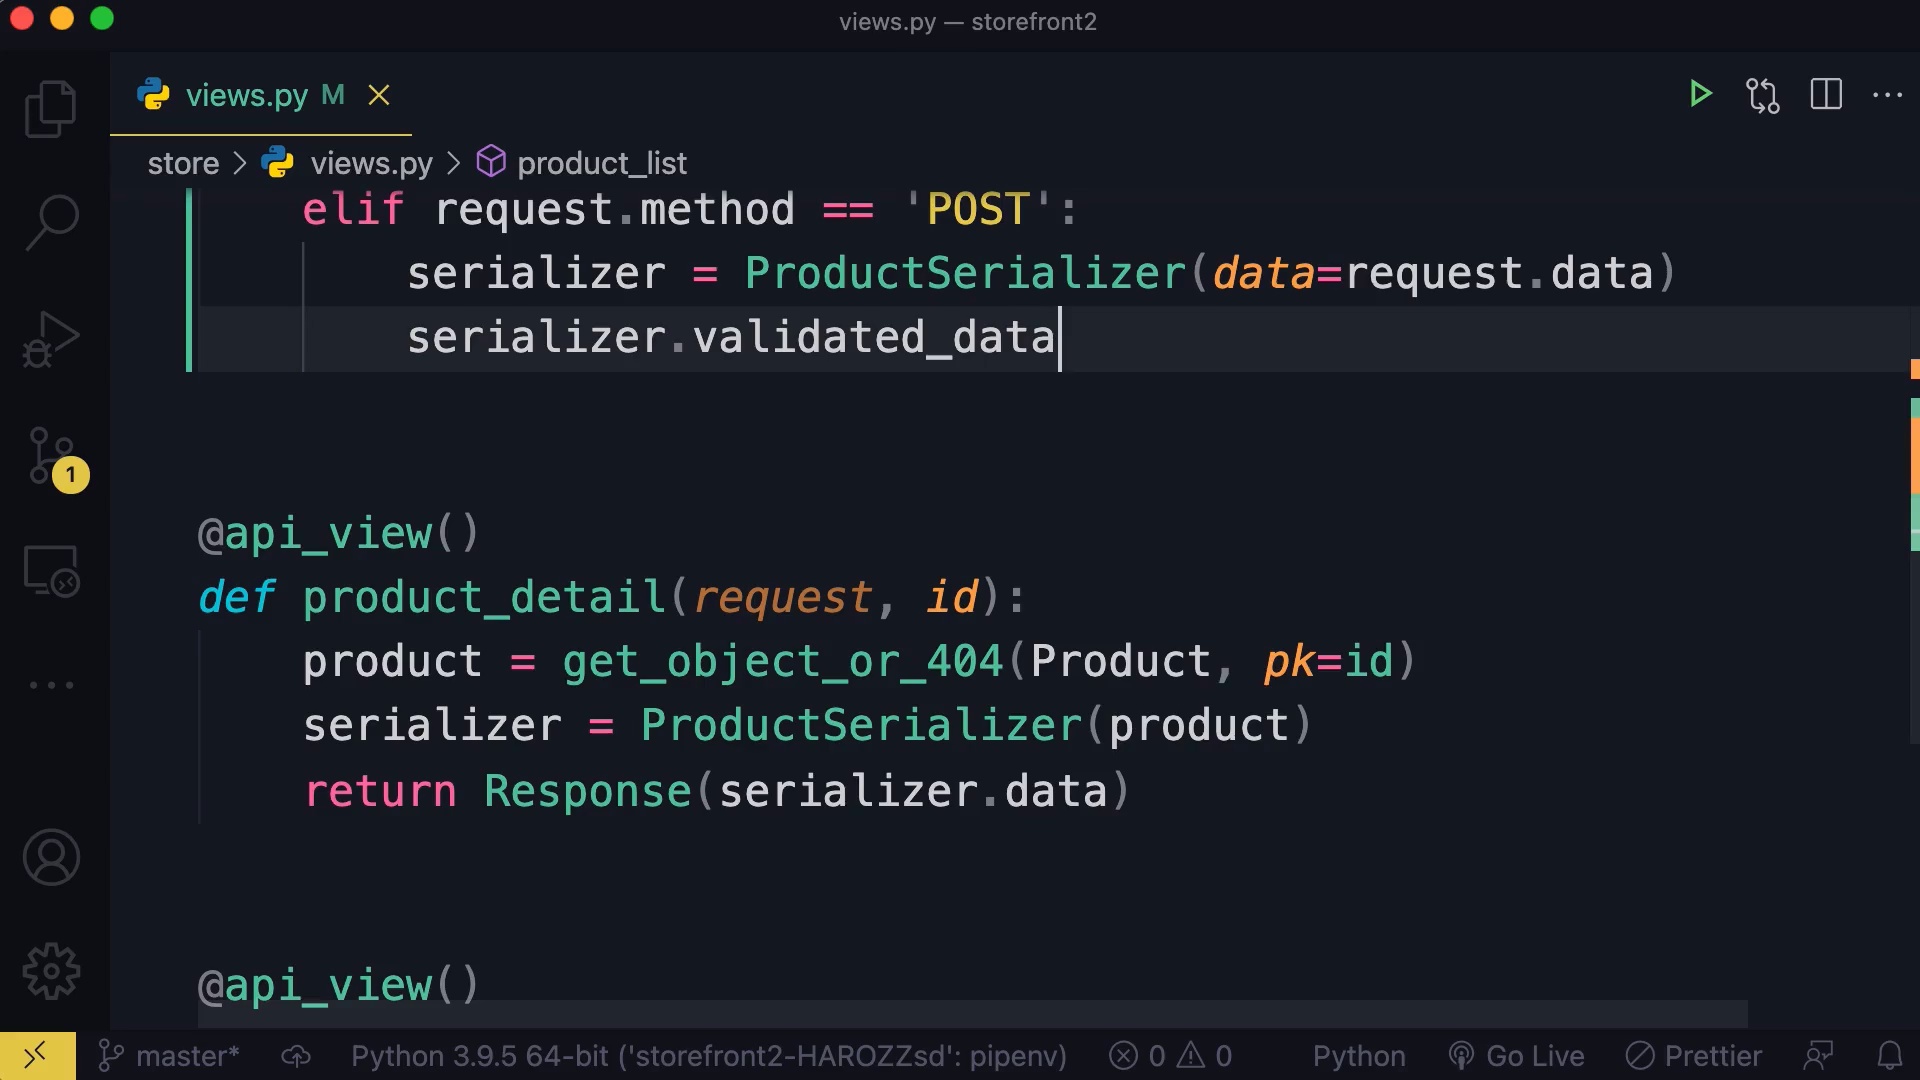 views.py — storefront2
views.py M
store > views.py > product_list
elif request.method == 'POST':
serializer = ProductSerializer(data=request.data)
serializer.validated_data
1
@api_view()
def product_detail(request, id):
product = get_object_or_404(Product, pk=id)
serializer = ProductSerializer(product)
return Response(serializer.data)
@api_view()
master* Python 3.9.5 64-bit ('storefront2-HAROZZsd': pipenv) 0 0 Python Go Live Prettier